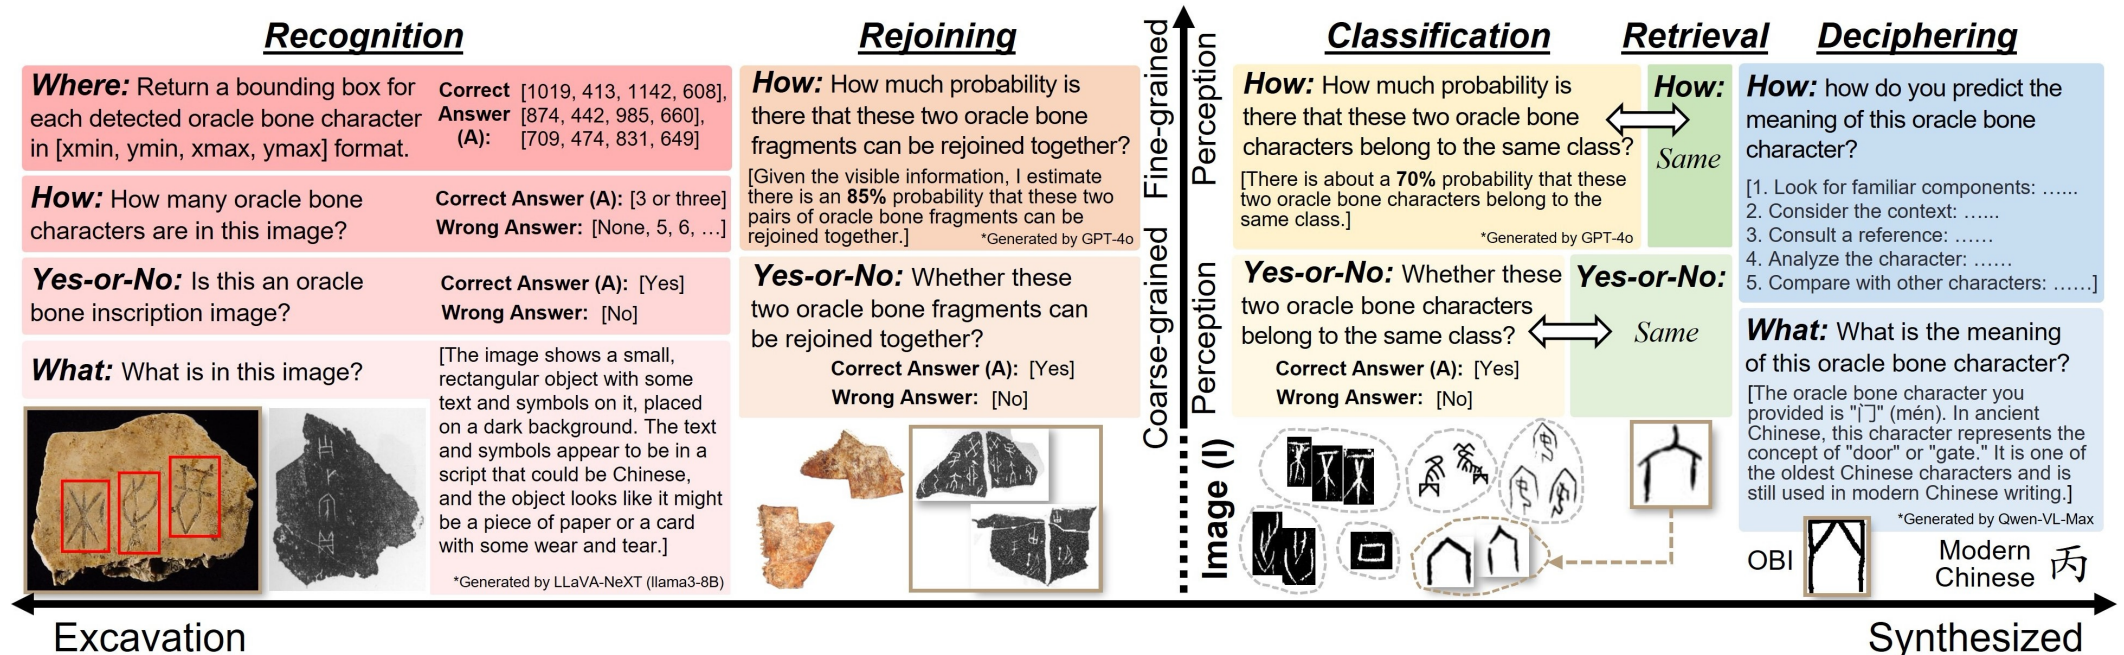 Recognition
Where: Return a bounding box for
each detected oracle bone character
in [xmin, ymin, xmax, ymax] format.
Correct Answer (A): [1019, 413, 1142, 608],
[874, 442, 985, 660],
[709, 474, 831, 649]
How: How many oracle bone
characters are in this image?
Correct Answer (A): [3 or three]
Wrong Answer: [None, 5, 6, …]
Yes-or-No: Is this an oracle
bone inscription image?
Correct Answer (A): [Yes]
Wrong Answer: [No]
What: What is in this image?
[The image shows a small,
rectangular object with some
text and symbols on it, placed
on a dark background. The text
and symbols appear to be in a
script that could be Chinese,
and the object looks like it might
be a piece of paper or a card
with some wear and tear.]
*Generated by LLaVA-NeXT (llama3-8B)
Rejoining
How: How much probability is
there that these two oracle bone
fragments can be rejoined together?
[Given the visible information, I estimate
there is an 85% probability that these two
pairs of oracle bone fragments can be
rejoined together.]
*Generated by GPT-4o
Yes-or-No: Whether these
two oracle bone fragments can
be rejoined together?
Correct Answer (A): [Yes]
Wrong Answer: [No]
Fine-grained
Perception
Coarse-grained
Perception
Image (I)
Classification
How: How much probability is
there that these two oracle bone
characters belong to the same class?
[There is about a 70% probability that these
two oracle bone characters belong to the
same class.]
*Generated by GPT-4o
Yes-or-No: Whether these
two oracle bone characters
belong to the same class?
Correct Answer (A): [Yes]
Wrong Answer: [No]
Retrieval
How:
Same
Yes-or-No:
Same
Deciphering
How: how do you predict the
meaning of this oracle bone
character?
[1. Look for familiar components: …...
2. Consider the context: …...
3. Consult a reference: ……
4. Analyze the character: ……
5. Compare with other characters: ……]
What: What is the meaning
of this oracle bone character?
[The oracle bone character you
provided is "门" (mén). In ancient
Chinese, this character represents the
concept of "door" or "gate." It is one of
the oldest Chinese characters and is
still used in modern Chinese writing.]
*Generated by Qwen-VL-Max
OBI
Modern
Chinese
丙
Excavation
Synthesized